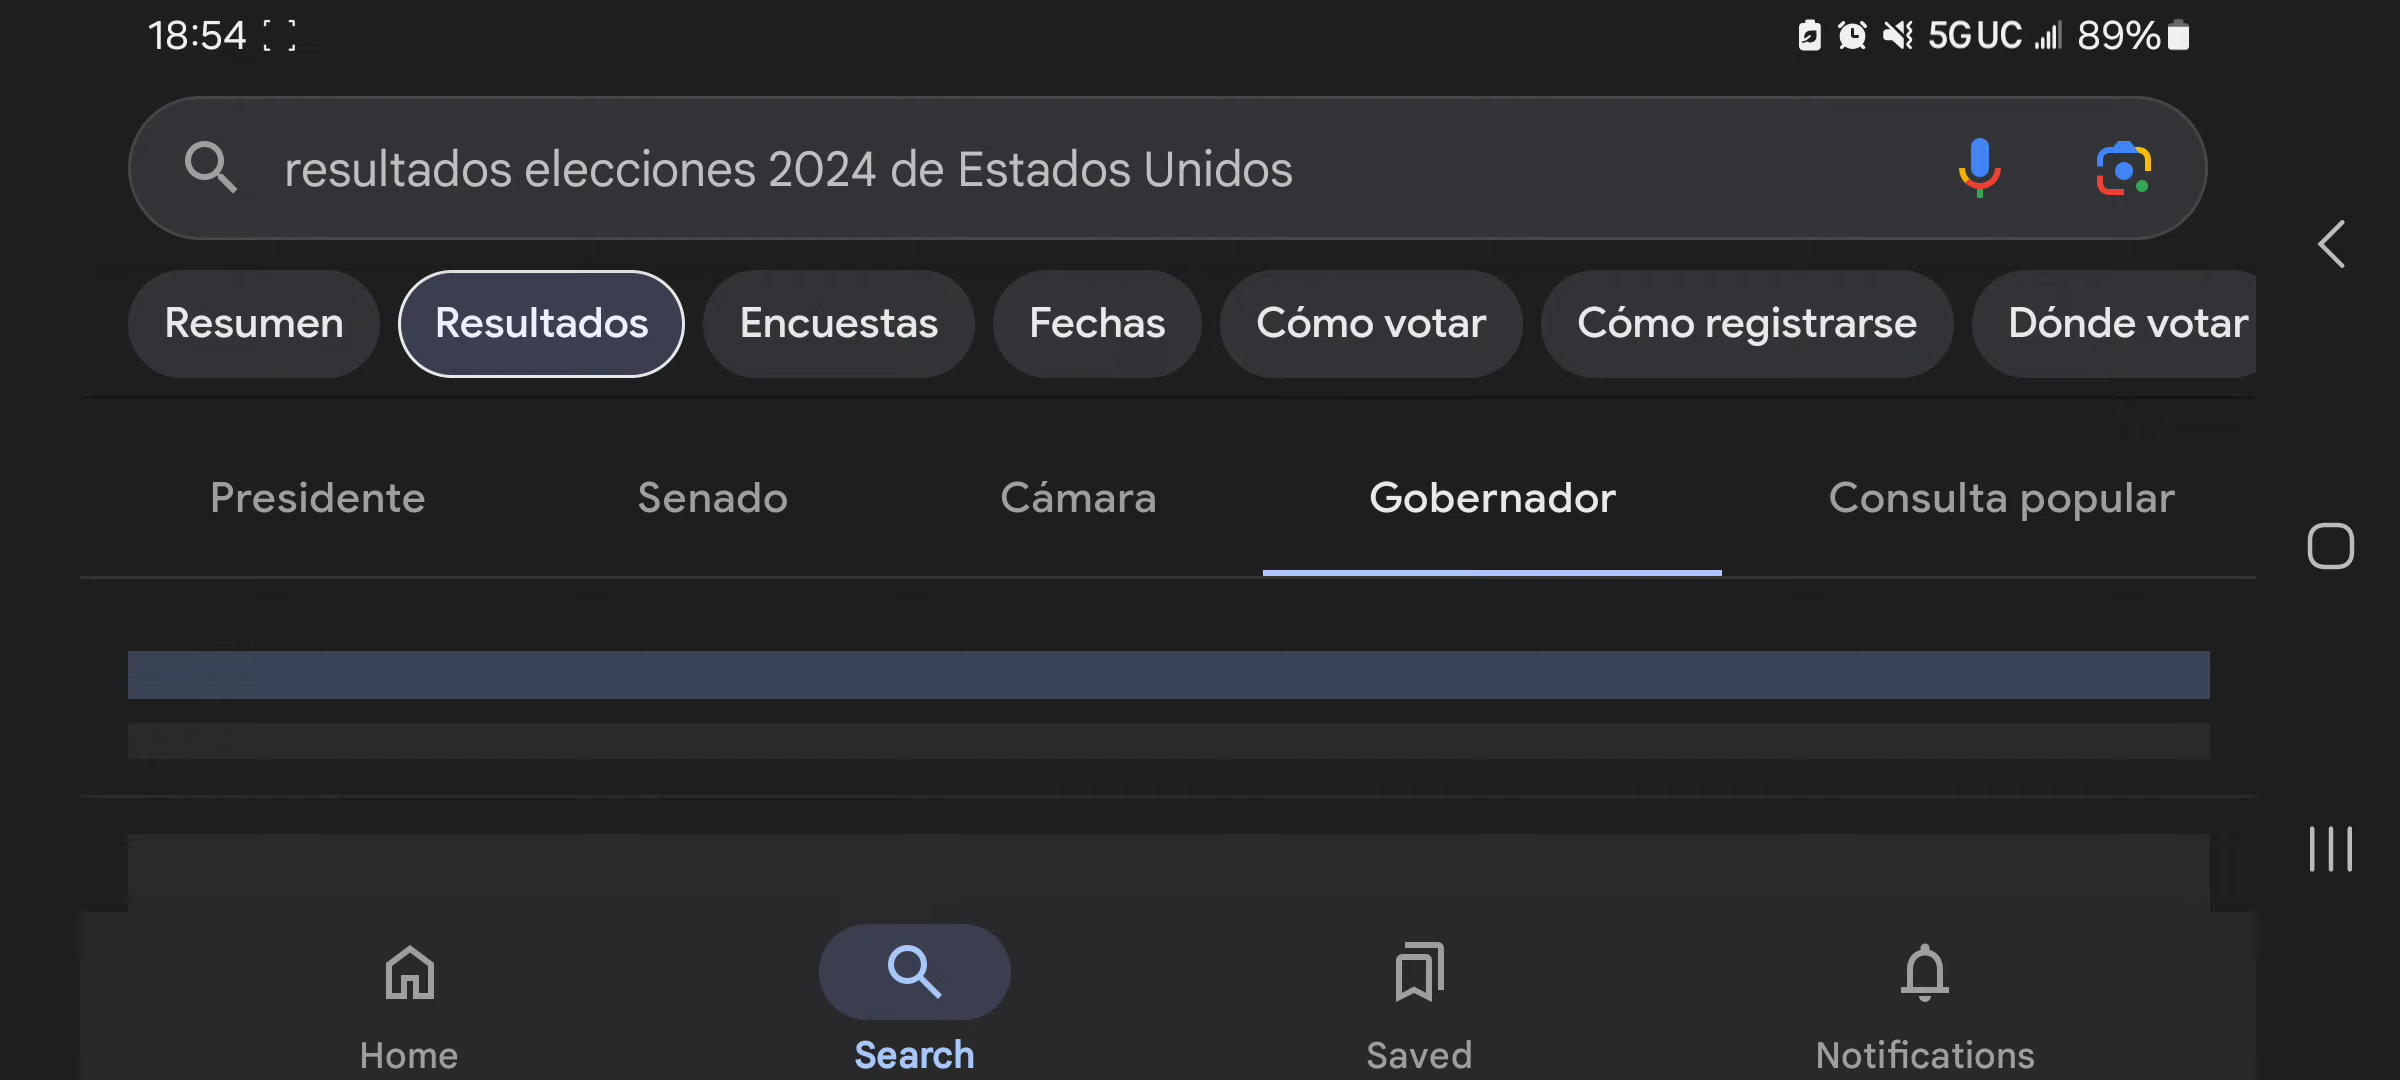 18:54 5G UC 89%
resultados elecciones 2024 de Estados Unidos
Resumen Resultados Encuestas Fechas Cómo votar Cómo registrarse Dónde votar
Presidente Senado Cámara Gobernador Consulta popular
Home Search Saved Notifications